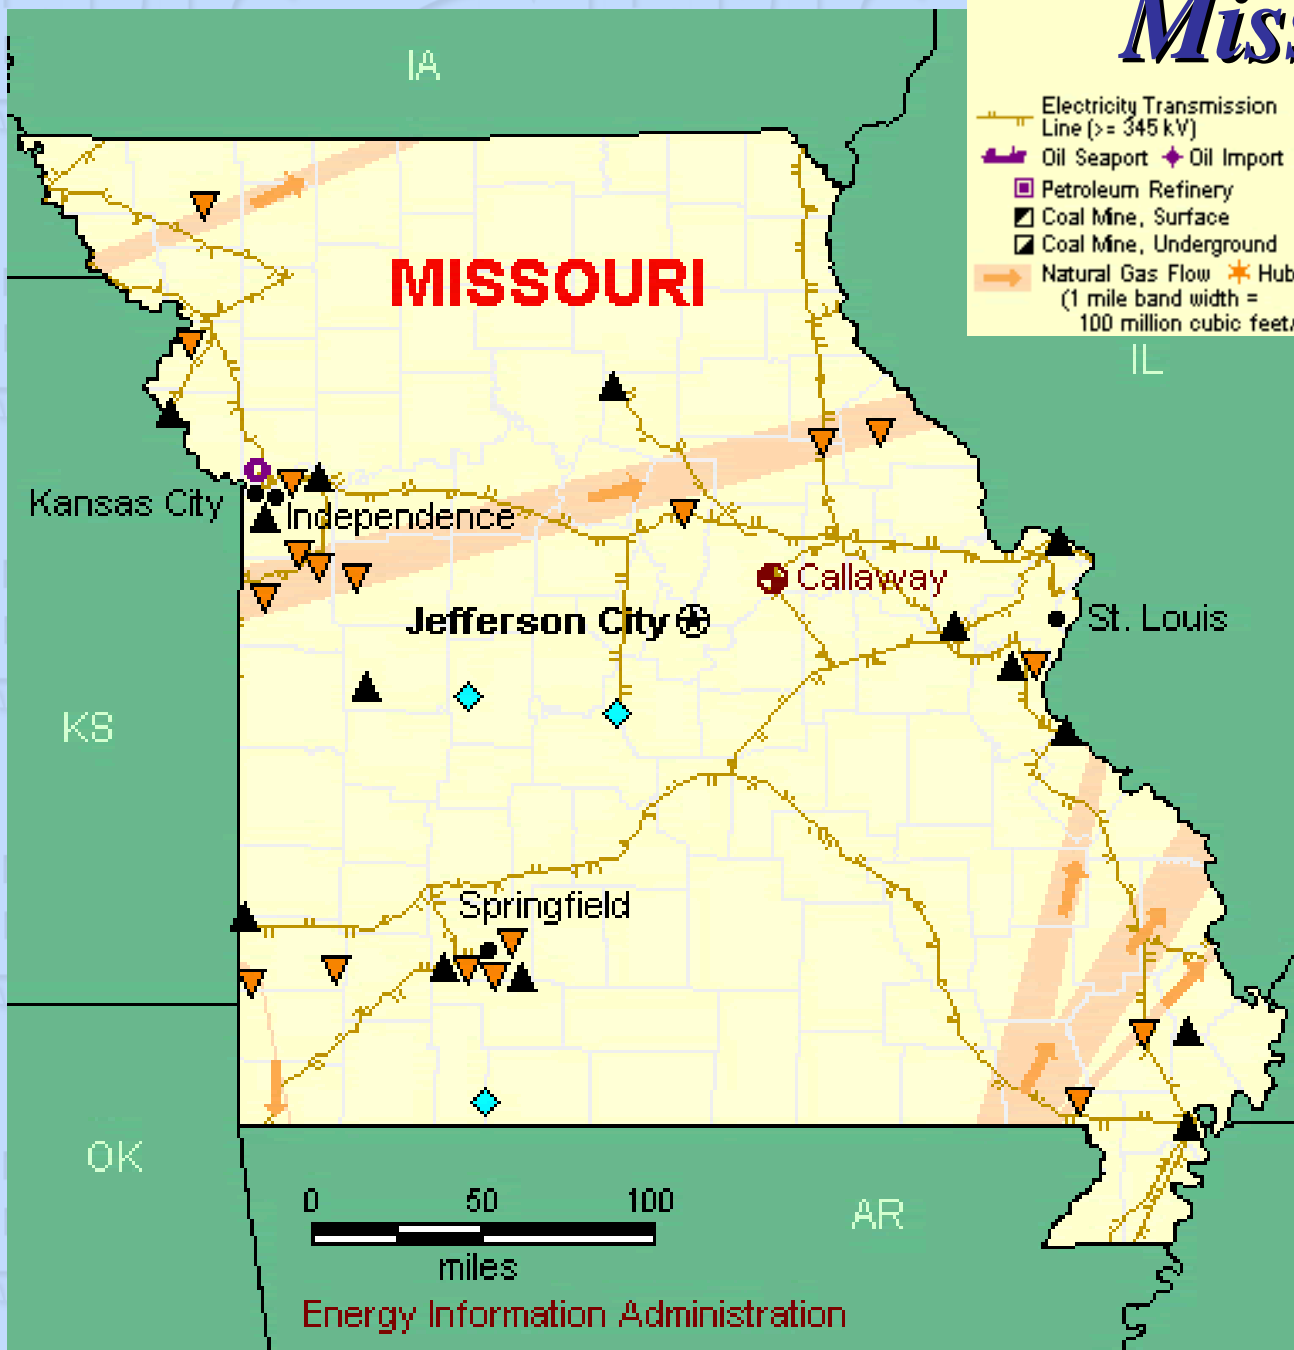 Miss
IA
Electricity Transmission
Line (>= 345 kV)
Oil Seaport Oil Import
Petroleum Refinery
Coal Mine, Surface
Coal Mine, Underground
Natural Gas Flow Hub
(1 mile band width =
100 million cubic feet/
MISSOURI
IL
Kansas City
Independence
Callaway
Jefferson City
St. Louis
KS
Springfield
OK
0 50 100
miles
AR
Energy Information Administration